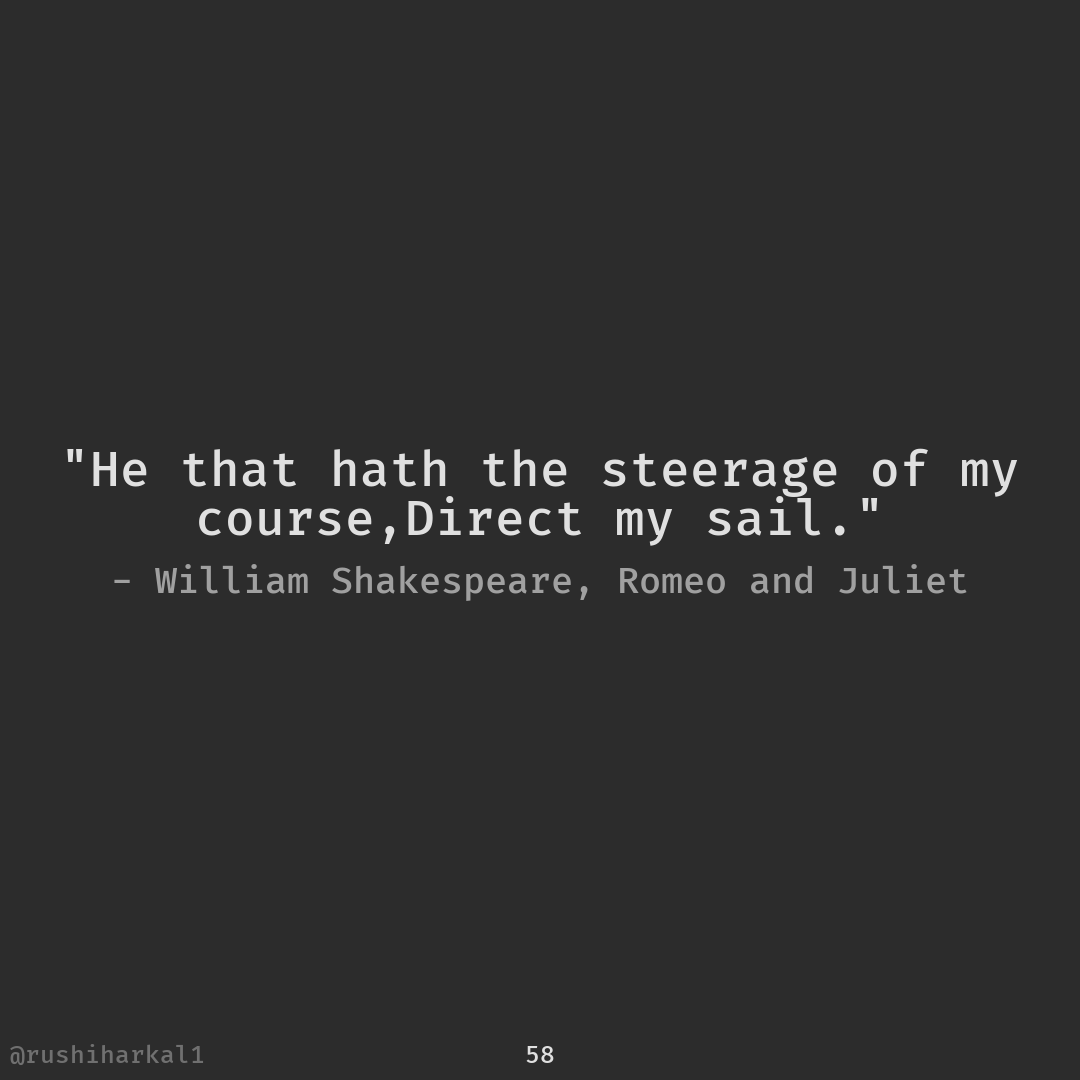 "He that hath the steerage of my
course,Direct my sail."
– William Shakespeare, Romeo and Juliet
@rushiharkal1
58